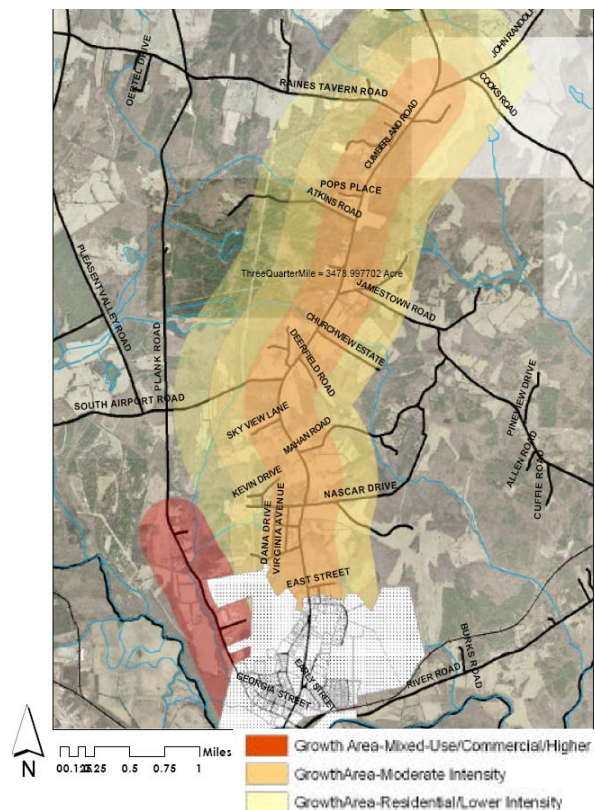 JOHN RANDOLP
OERTEL DRIVE
RAINES TAVERN ROAD
COOKS ROAD
CUMBERLAND ROAD
POPS PLACE
ATKINS ROAD
PLEASENT VALLEY ROAD
ThreeQuarterMile = 3478.997702 Acre
JAMESTOWN ROAD
PLANK ROAD
CHURCHVIEW ESTATE
DEERFIELD ROAD
SOUTH AIRPORT ROAD
PINEVIEW DRIVE
SKY VIEW LANE
MAHAN ROAD
ALLEN ROAD
CUFFIE ROAD
KEVIN DRIVE
NASCAR DRIVE
DANA DRIVE
VIRGINIA AVENUE
EAST STREET
BURKS ROAD
RIVER ROAD
GEORGIA STREET
EARLY STREET
N
Miles
0.5 0.75 1
Growth Area-Mixed-Use/Commercial/Higher
GrowthArea-Moderate Intensity
GrowthArea-Residential/Lower Intensity